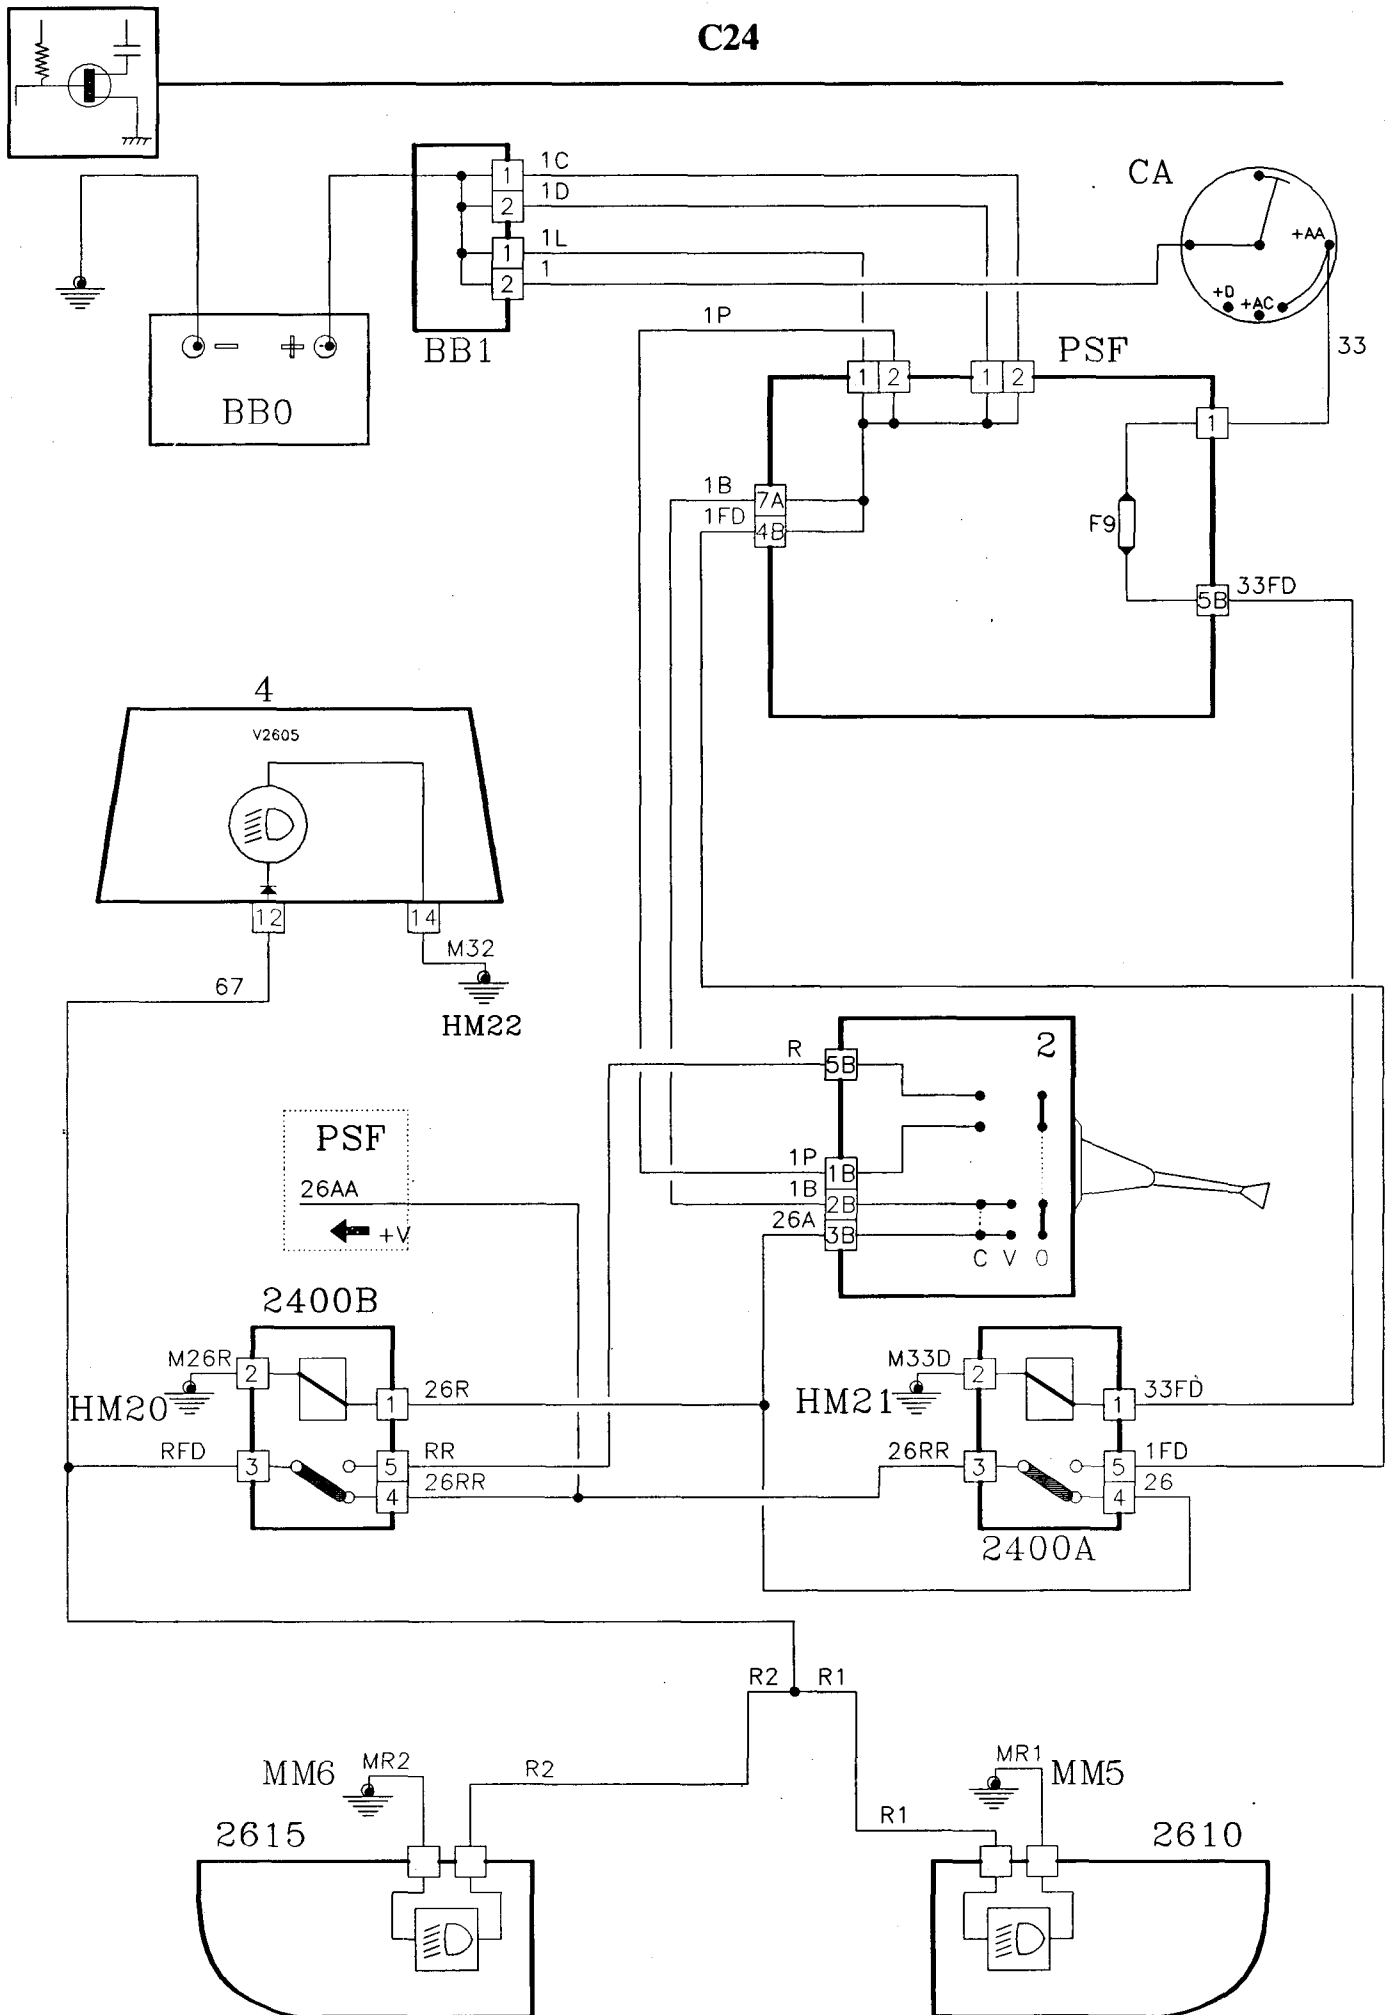 C24
1C
1
1D
2
CA
1L
1
+AA
1
2
+D
+AC
1P
BB1
PSF
33
BB0
1
2
1
2
1
1B
7A
1FD
4B
F9
33FD
5B
4
V2605
12
14
M32
67
HM22
2
R
5B
PSF
1P
1B
26AA
1B
2B
26A
3B
+V
C V 0
2400B
M26R
2
M33D
2
HM20
26R
1
HM21
33FD
1
RFD
3
5
RR
26RR
3
5
1FD
4
26RR
4
26
2400A
R2
R1
MM6
MR2
R2
MR1
MM5
R1
2615
2610